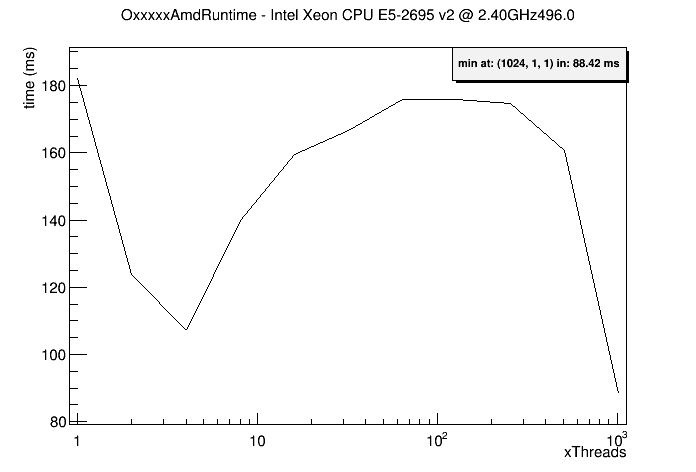 OxxxxxAmdRuntime - Intel Xeon CPU E5-2695 v2 @ 2.40GHz496.0
time (ms)
min at: (1024, 1, 1) in: 88.42 ms
180
160
140
120
100
80
1 10 10² 10³
xThreads